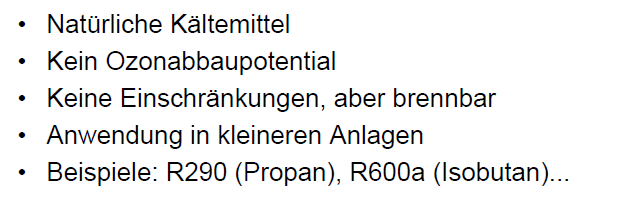 • Natürliche Kältemittel
• Kein Ozonabbaupotential
• Keine Einschränkungen, aber brennbar
• Anwendung in kleineren Anlagen
• Beispiele: R290 (Propan), R600a (Isobutan)...